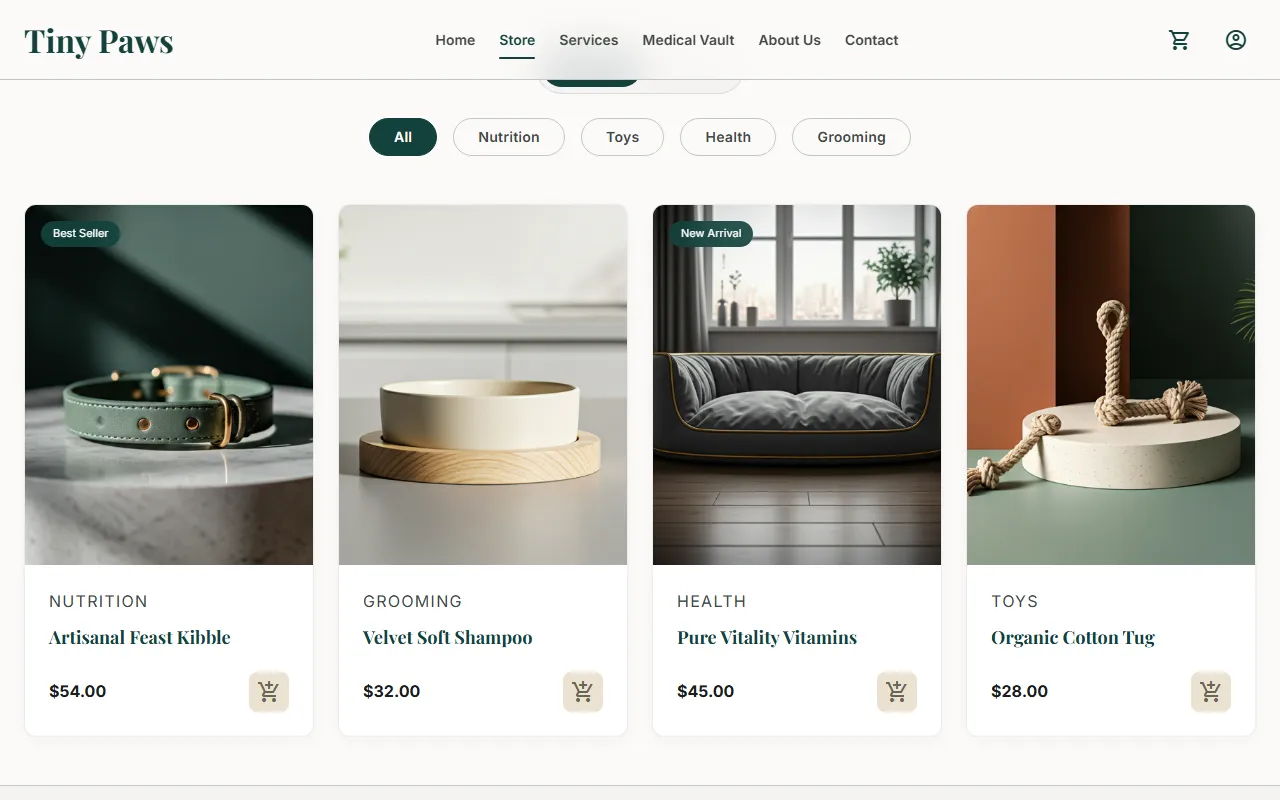 Tiny Paws
Home Store Services Medical Vault About Us Contact
All Nutrition Toys Health Grooming
Best Seller
New Arrival
NUTRITION
Artisanal Feast Kibble
$54.00
GROOMING
Velvet Soft Shampoo
$32.00
HEALTH
Pure Vitality Vitamins
$45.00
TOYS
Organic Cotton Tug
$28.00